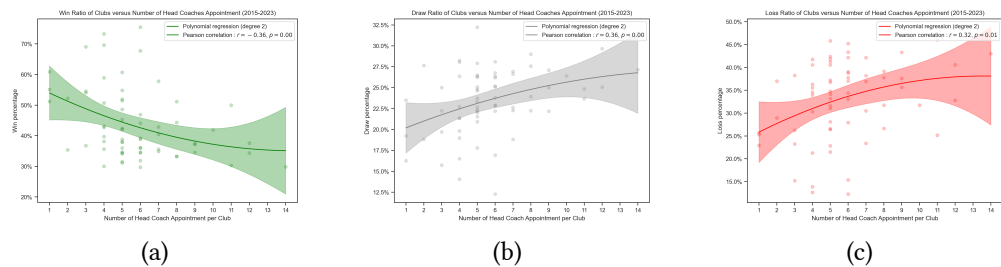 Win Ratio of Clubs versus Number of Head Coaches Appointment (2015-2023)
Polynomial regression (degree 2)
Pearson correlation : r = −0.36, p = 0.00
70%
60%
50%
40%
30%
20%
Win percentage
1 2 3 4 5 6 7 8 9 10 11 12 14
Number of Head Coach Appointment per Club
(a)
Draw Ratio of Clubs versus Number of Head Coaches Appointment (2015-2023)
Polynomial regression (degree 2)
Pearson correlation : r = 0.36, p = 0.00
32.5%
30.0%
27.5%
25.0%
22.5%
20.0%
17.5%
15.0%
12.5%
Draw percentage
1 2 3 4 5 6 7 8 9 10 11 12 14
Number of Head Coach Appointment per Club
(b)
Loss Ratio of Clubs versus Number of Head Coaches Appointment (2015-2023)
Polynomial regression (degree 2)
Pearson correlation : r = 0.32, p = 0.01
50.0%
45.0%
40.0%
35.0%
30.0%
25.0%
20.0%
15.0%
Loss percentage
1 2 3 4 5 6 7 8 9 10 11 12 14
Number of Head Coach Appointment per Club
(c)